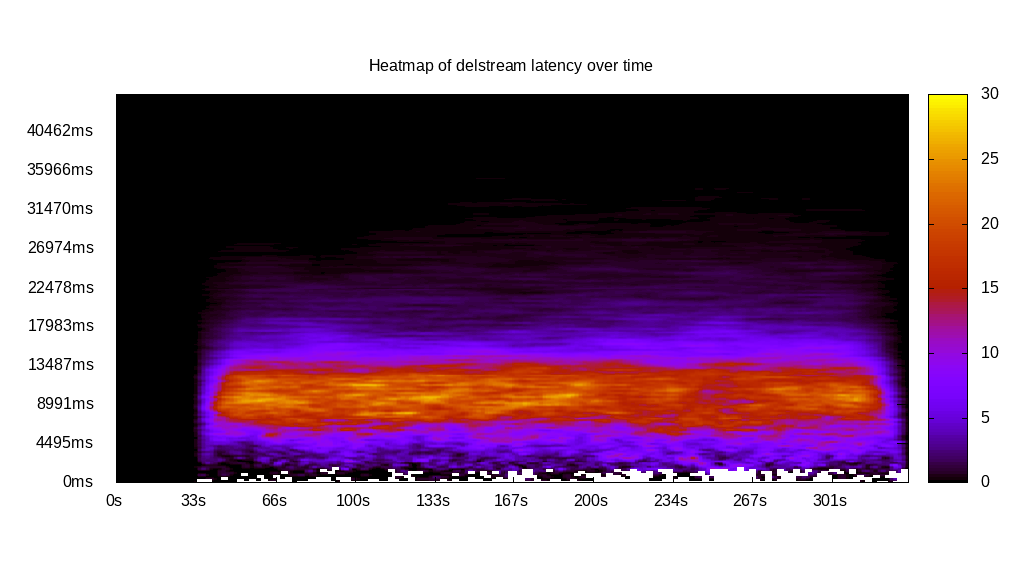 Heatmap of delstream latency over time
40462ms
35966ms
31470ms
26974ms
22478ms
17983ms
13487ms
8991ms
4495ms
0ms
0s 33s 66s 100s 133s 167s 200s 234s 267s 301s
30
25
20
15
10
5
0